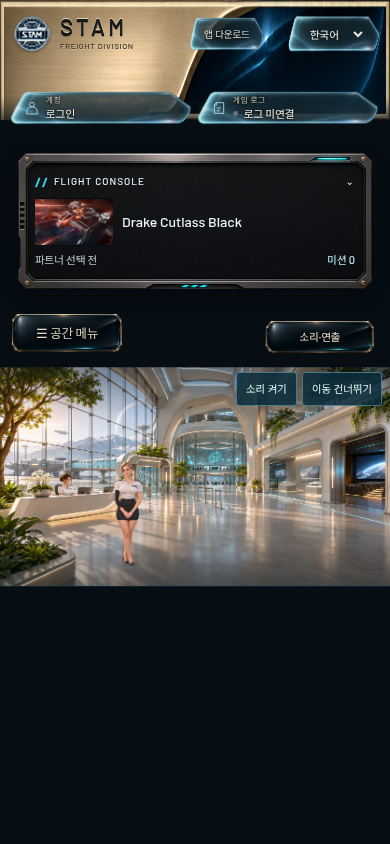 STAM
STAM
FREIGHT DIVISION
앱 다운로드
한국어
계정
로그인
게임 로그
로그 미연결
// FLIGHT CONSOLE
Drake Cutlass Black
파트너 선택 전
미션 0
☰ 공간 메뉴
소리·연출
소리 켜기
이동 건너뛰기